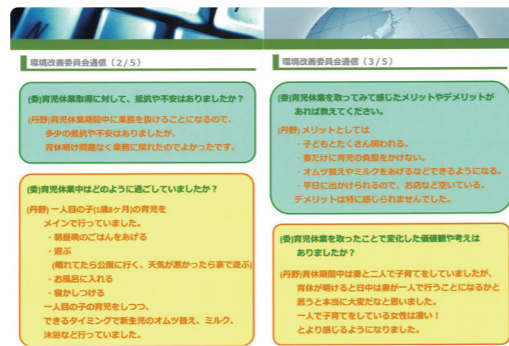 環境改善委員会通信（2/5）
(委)育児休業取得に対して、抵抗や不安はありましたか？
(丹野)育児休業期間中に業務を抜けることになるので、
多少の抵抗や不安はありましたが、
育休明け問題なく業務に戻れたのでよかったです。
(委)育児休業中はどのように過ごしていましたか？
(丹野)一人目の子(1歳8ヶ月)の育児を
メインで行っていました。
・朝昼晩のごはんをあげる
・遊ぶ
(晴れてたら公園に行く、天気が悪かったら家で遊ぶ)
・お風呂に入れる
・寝かしつける
一人目の子の育児をしつつ、
できるタイミングで新生児のオムツ替え、ミルク、
沐浴など行っていました。
環境改善委員会通信（3/5）
(委)育児休業を取ってみて感じたメリットやデメリットが
あれば教えてください。
(丹野)メリットとしては
・子どもとたくさん関われる。
・妻だけに育児の負担をかけない。
・オムツ替えやミルクをあげるなどできるようになる。
・平日に出かけられるので、お店など空いている。
デメリットは特に感じられませんでした。
(委)育児休業を取ったことで変化した価値観や考えは
ありましたか？
(丹野)育休期間中は妻と二人で子育てをしていましたが、
育休が明けると日中は妻が一人で行うことになるかと
思うと本当に大変だなと思いました。
一人で子育てをしている女性は凄い！
とより感じるようになりました。